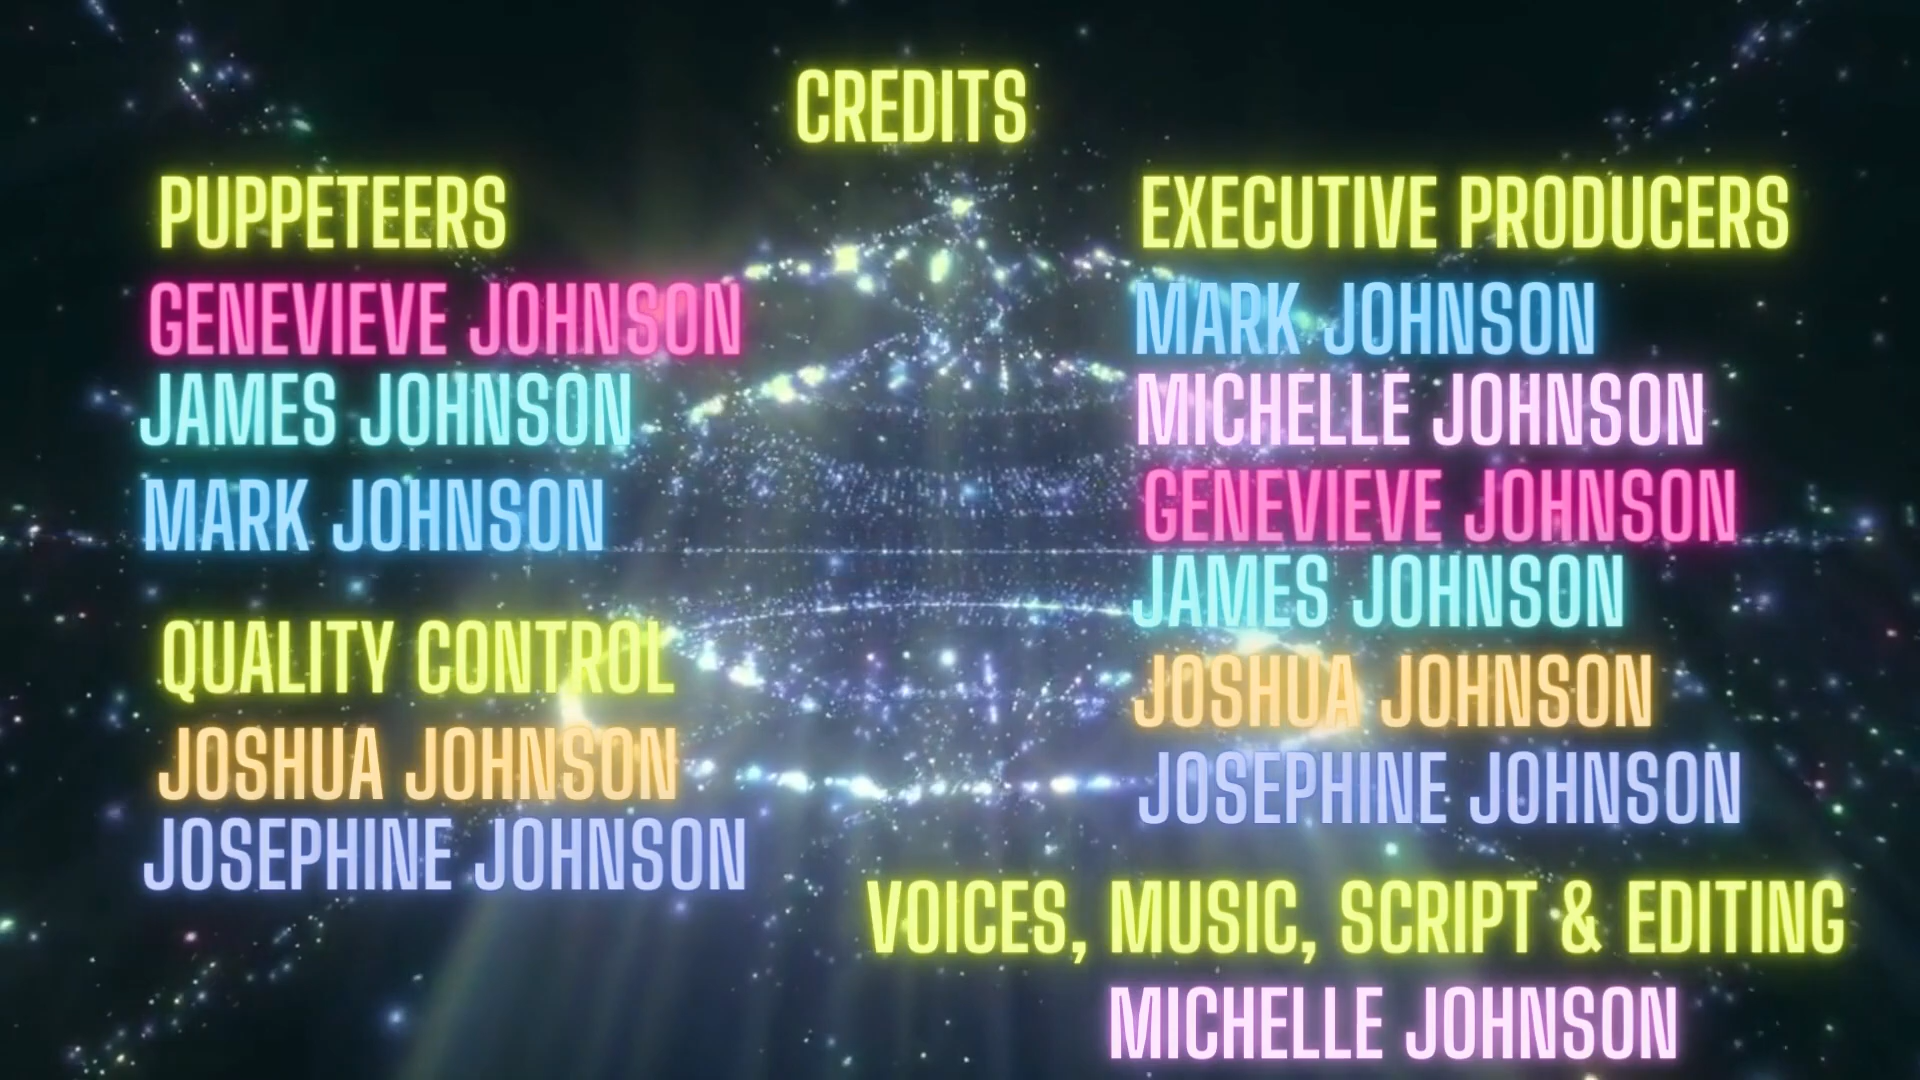 CREDITS
PUPPETEERS
GENEVIEVE JOHNSON
JAMES JOHNSON
MARK JOHNSON
QUALITY CONTROL
JOSHUA JOHNSON
JOSEPHINE JOHNSON
EXECUTIVE PRODUCERS
MARK JOHNSON
MICHELLE JOHNSON
GENEVIEVE JOHNSON
JAMES JOHNSON
JOSHUA JOHNSON
JOSEPHINE JOHNSON
VOICES, MUSIC, SCRIPT & EDITING
MICHELLE JOHNSON